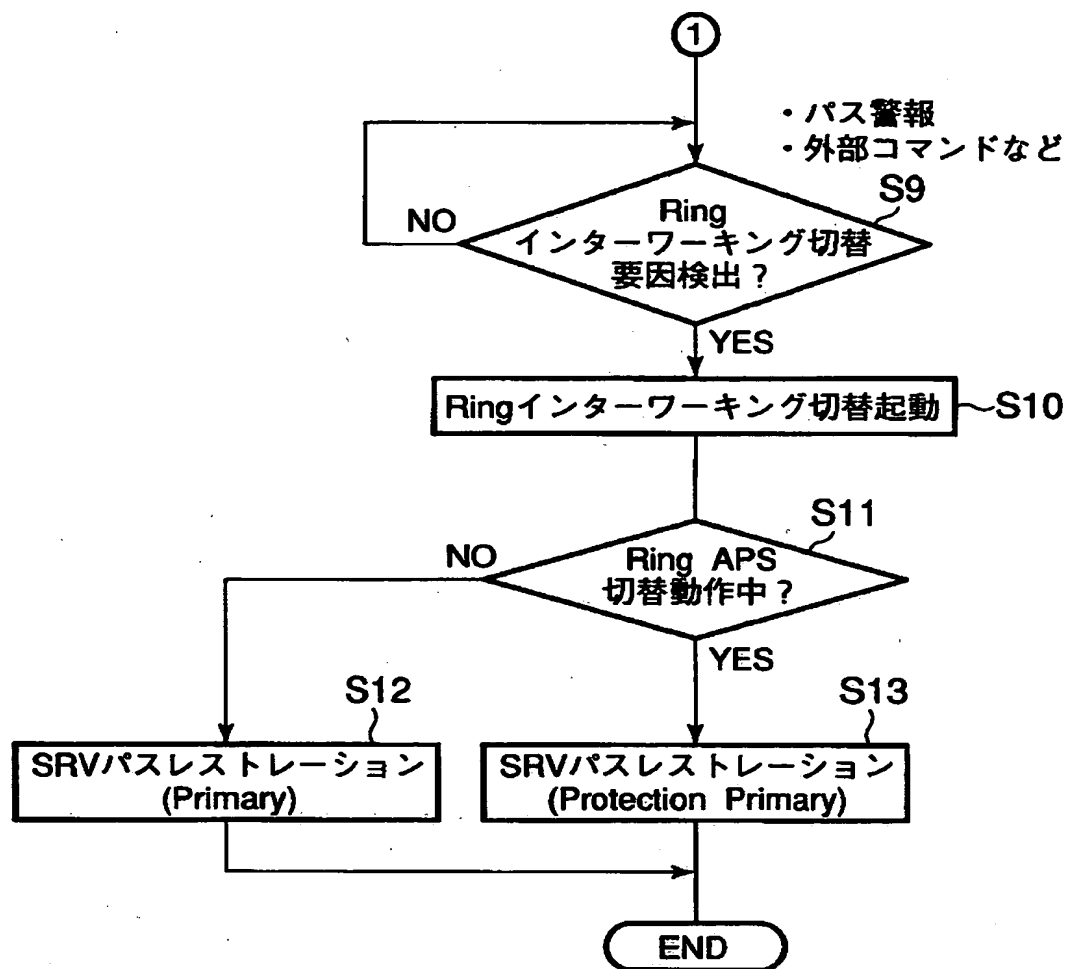 1
・パス警報
・外部コマンドなど
S9
NO
Ring
インターワーキング切替
要因検出？
YES
Ringインターワーキング切替起動
S10
S11
NO
Ring APS
切替動作中？
YES
S12
S13
SRVパスレストレーション
(Primary)
SRVパスレストレーション
(Protection Primary)
END